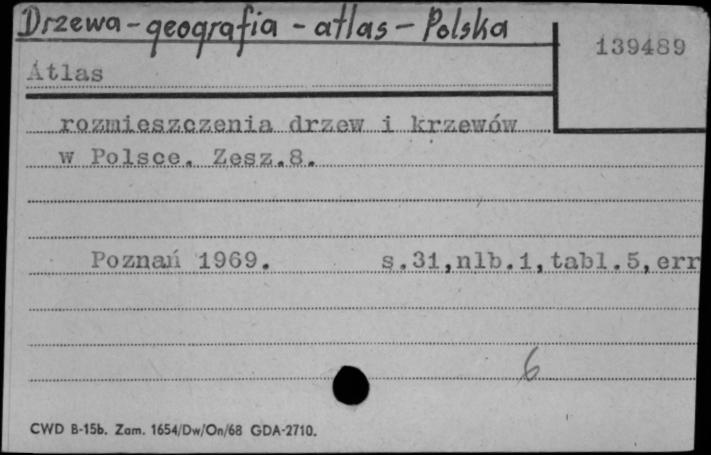 Drzewa - geografia - atlas - Polska
139489
Atlas
rozmieszczenia drzew i krzewów
w Polsce. Zesz.8.
Poznań 1969. s.31,nlb.1,tabl.5,err
6
CWD B-15b. Zam. 1654/Dw/On/68 GDA-2710.